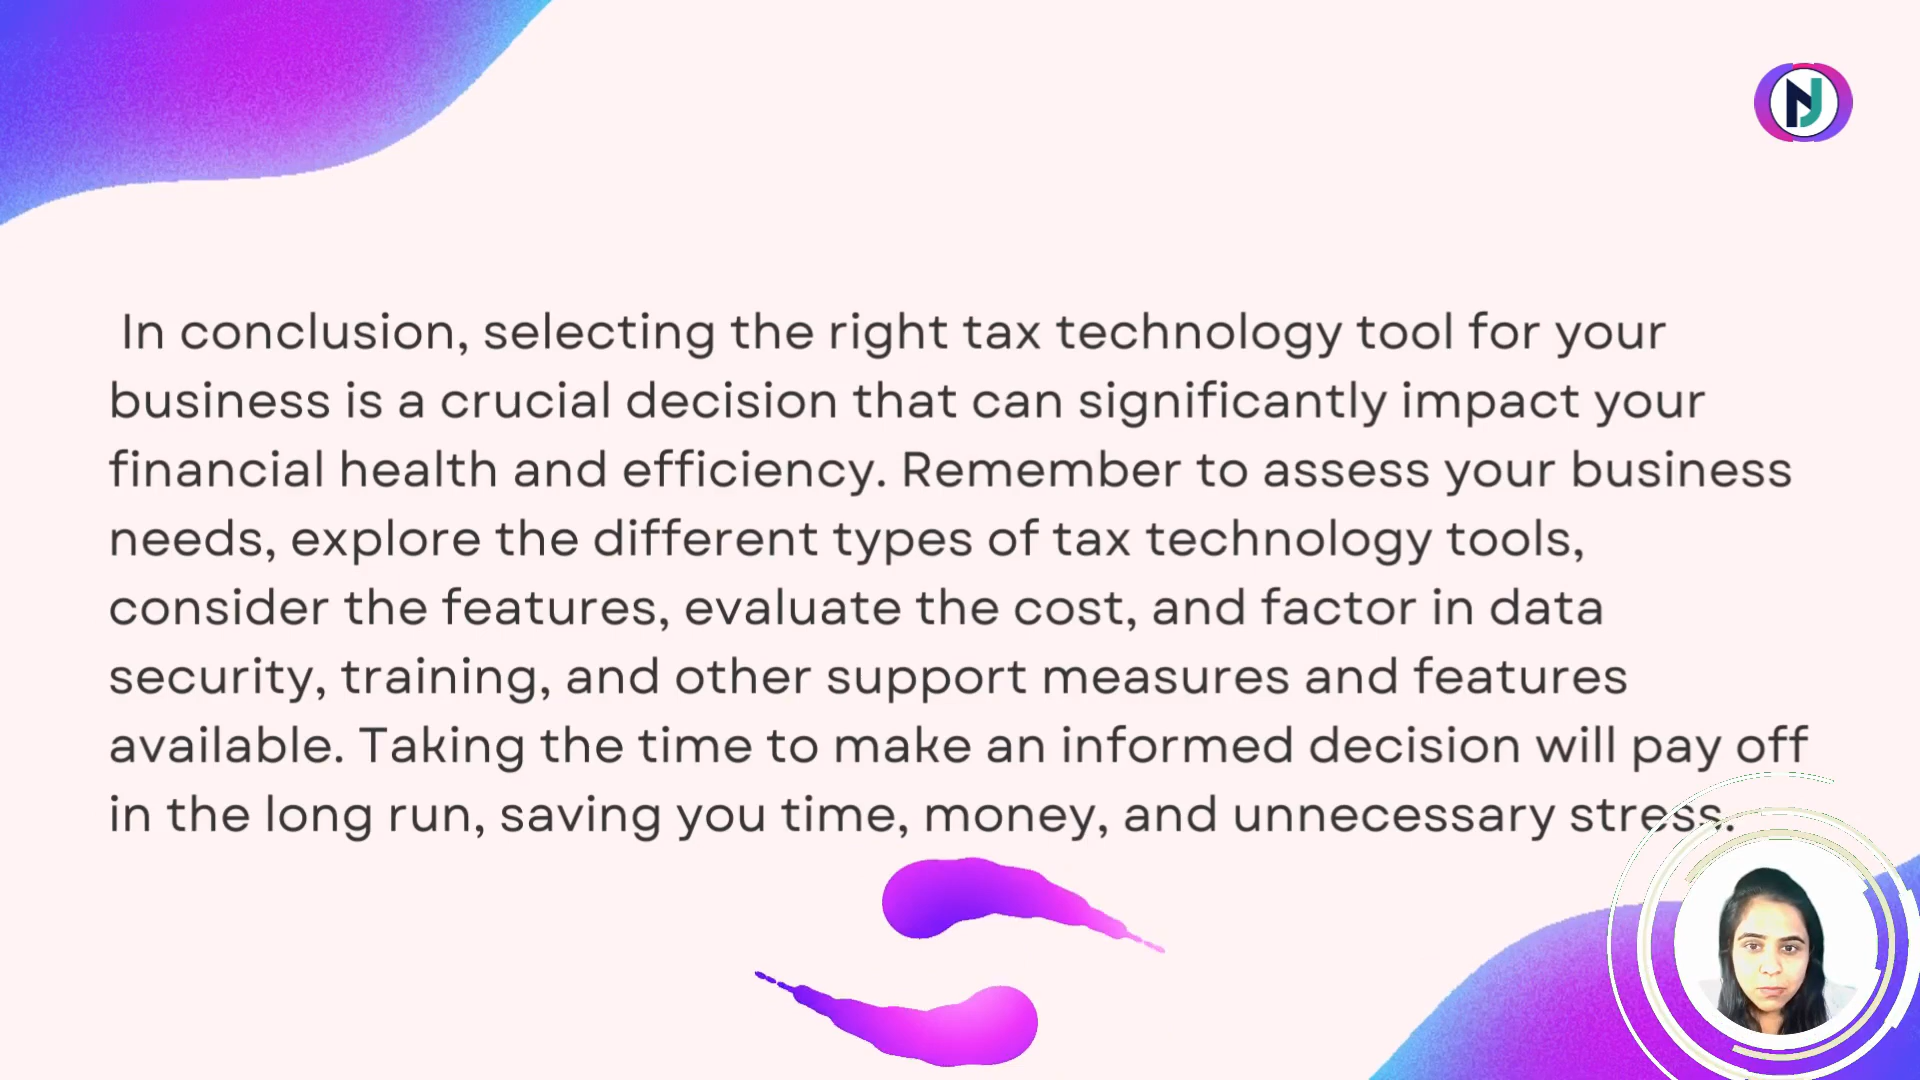 In conclusion, selecting the right tax technology tool for your
business is a crucial decision that can significantly impact your
financial health and efficiency. Remember to assess your business
needs, explore the different types of tax technology tools,
consider the features, evaluate the cost, and factor in data
security, training, and other support measures and features
available. Taking the time to make an informed decision will pay off
in the long run, saving you time, money, and unnecessary stress.